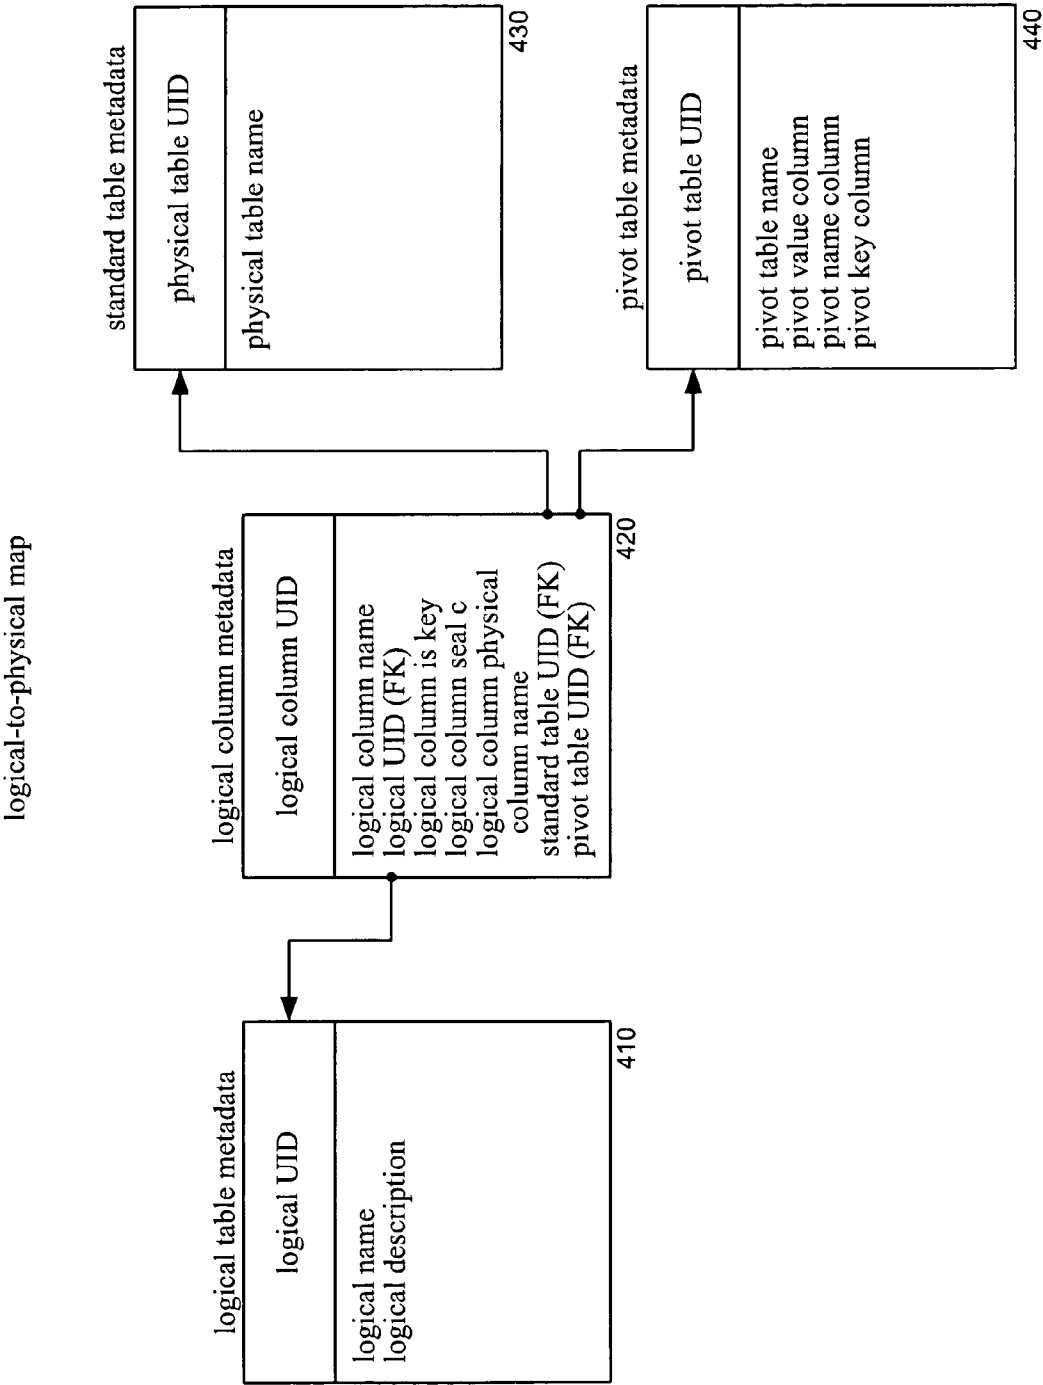 logical-to-physical map
logical table metadata
logical UID
logical name
logical description
410
logical column metadata
logical column UID
logical column name
logical UID (FK)
logical column is key
logical column seal c
logical column physical
column name
standard table UID (FK)
pivot table UID (FK)
420
standard table metadata
physical table UID
physical table name
430
pivot table metadata
pivot table UID
pivot table name
pivot value column
pivot name column
pivot key column
440